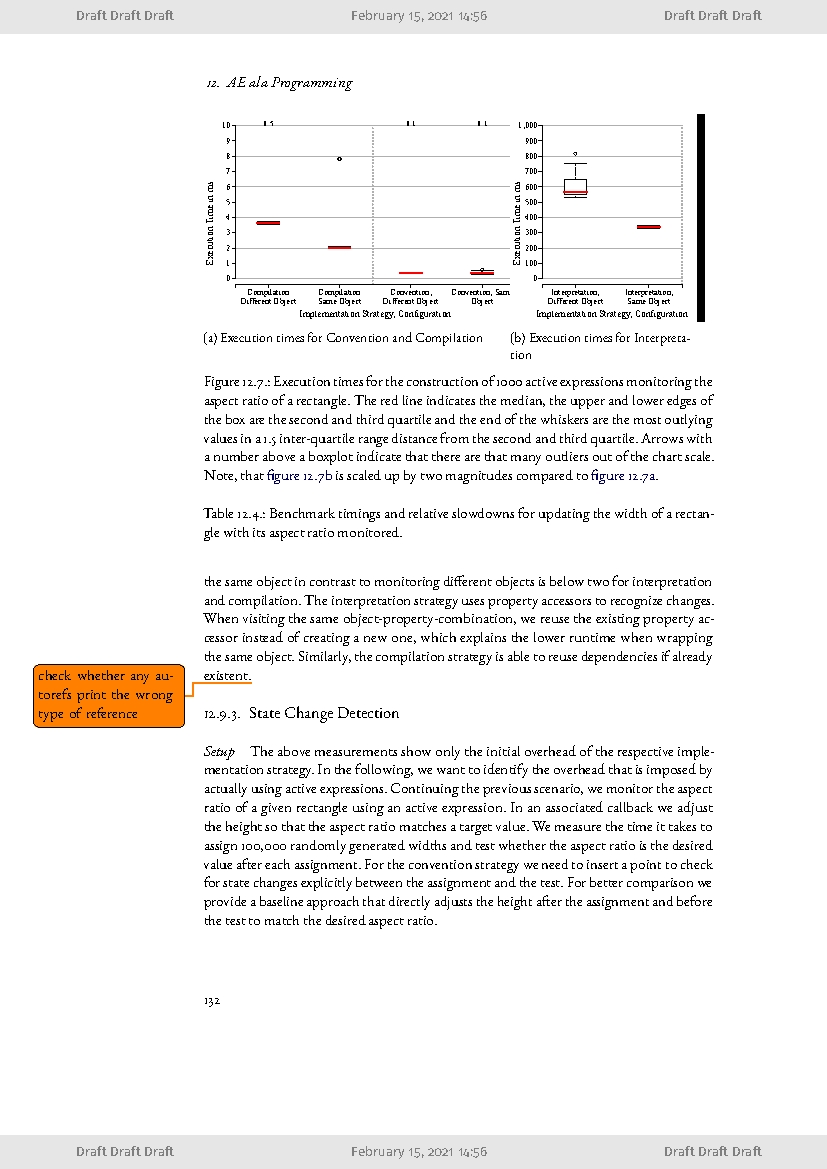 Draft Draft Draft February 15, 2021 14:56 Draft Draft Draft
12. AE ala Programming
10
9
8
7
6
5
4
3
2
1
0
Execution Time in ms
Compilation Different Object
Compilation Same Object
Convention, Different Object
Convention, Sam Object
Implementation Strategy, Configuration
1,000
900
800
700
600
500
400
300
200
100
0
Execution Time in ms
Interpretation, Different Object
Interpretation, Same Object
Implementation Strategy, Configuration
(a) Execution times for Convention and Compilation
(b) Execution times for Interpreta-
tion
Figure 12.7.: Execution times for the construction of 1000 active expressions monitoring the
aspect ratio of a rectangle. The red line indicates the median, the upper and lower edges of
the box are the second and third quartile and the end of the whiskers are the most outlying
values in a 1.5 inter-quartile range distance from the second and third quartile. Arrows with
a number above a boxplot indicate that there are that many outliers out of the chart scale.
Note, that figure 12.7b is scaled up by two magnitudes compared to figure 12.7a.
Table 12.4.: Benchmark timings and relative slowdowns for updating the width of a rectan-
gle with its aspect ratio monitored.
the same object in contrast to monitoring different objects is below two for interpretation
and compilation. The interpretation strategy uses property accessors to recognize changes.
When visiting the same object-property-combination, we reuse the existing property ac-
cessor instead of creating a new one, which explains the lower runtime when wrapping
the same object. Similarly, the compilation strategy is able to reuse dependencies if already
existent.
check whether any au-
torefs print the wrong
type of reference
12.9.3. State Change Detection
Setup The above measurements show only the initial overhead of the respective imple-
mentation strategy. In the following, we want to identify the overhead that is imposed by
actually using active expressions. Continuing the previous scenario, we monitor the aspect
ratio of a given rectangle using an active expression. In an associated callback we adjust
the height so that the aspect ratio matches a target value. We measure the time it takes to
assign 100,000 randomly generated widths and test whether the aspect ratio is the desired
value after each assignment. For the convention strategy we need to insert a point to check
for state changes explicitly between the assignment and the test. For better comparison we
provide a baseline approach that directly adjusts the height after the assignment and before
the test to match the desired aspect ratio.
132
Draft Draft Draft February 15, 2021 14:56 Draft Draft Draft